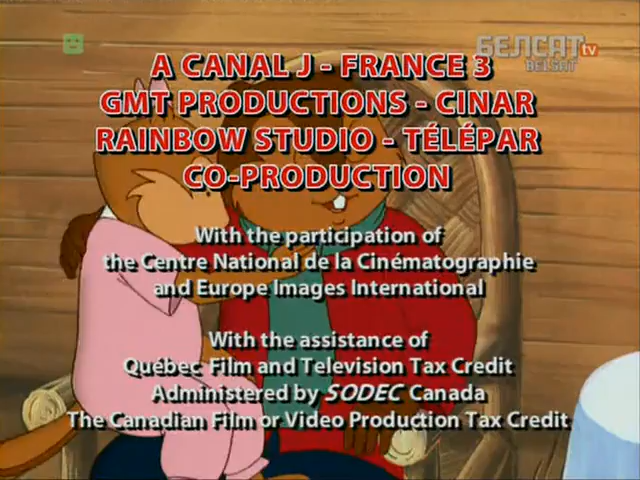 БЕЛСАТ tv
BELSAT
A CANAL J - FRANCE 3
GMT PRODUCTIONS - CINAR
RAINBOW STUDIO - TÉLÉPAR
CO-PRODUCTION
With the participation of
the Centre National de la Cinématographie
and Europe Images International
With the assistance of
Québec Film and Television Tax Credit
Administered by SODEC Canada
The Canadian Film or Video Production Tax Credit